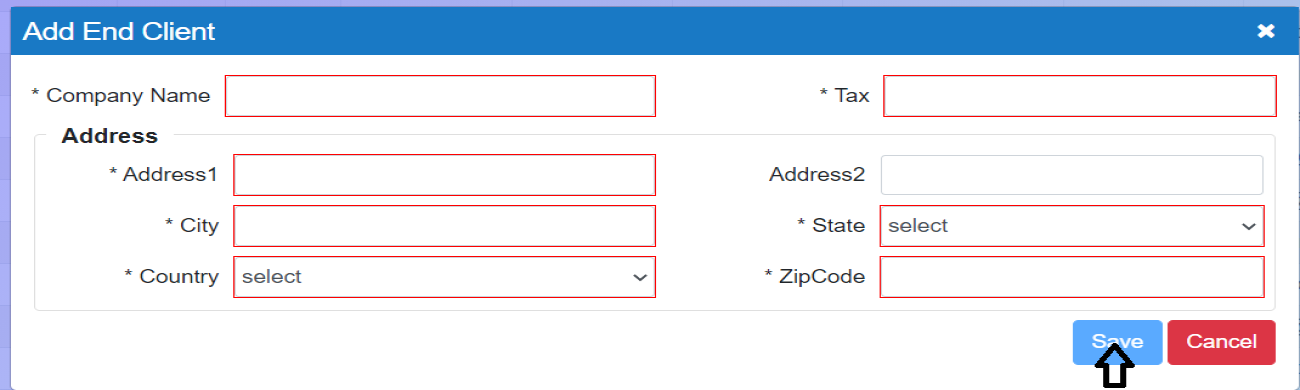 Add End Client
* Company Name
* Tax
Address
* Address1
Address2
* City
* State select
* Country select
* ZipCode
Save Cancel